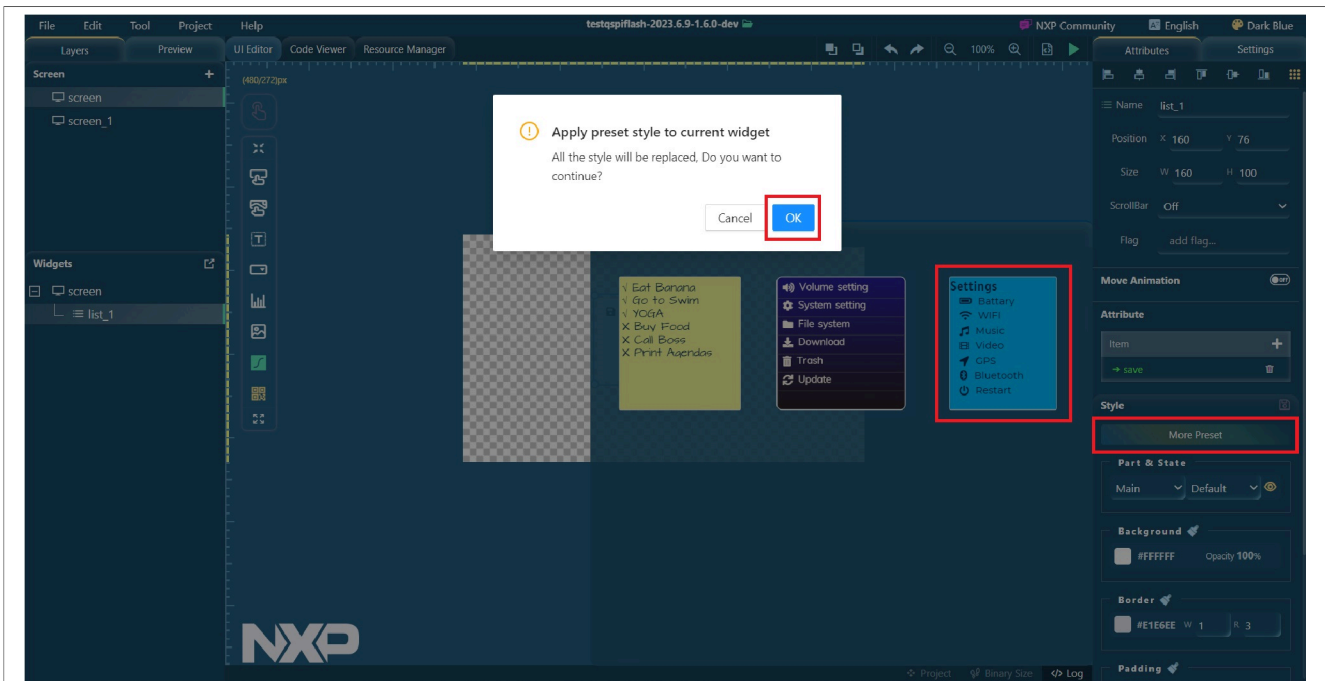 File Edit Tool Project Help
testqspiflash-2023.6.9-1.6.0-dev
NXP Community English Dark Blue
Layers Preview
UI Editor Code Viewer Resource Manager
100%
Attributes Settings
Screen +
screen
screen_1
(480/272)px
Apply preset style to current widget
All the style will be replaced, Do you want to
continue?
Cancel OK
Name list_1
Position X 160 Y 76
Size W 160 H 100
ScrollBar Off
Flag add flag...
Widgets
screen
list_1
√ Eat Banana
√ Go to Swim
√ YOGA
X Buy Food
X Call Boss
X Print Agendas
Volume setting
System setting
File system
Download
Trash
Update
Settings
Battary
WIFI
Music
Video
GPS
Bluetooth
Restart
Move Animation OFF
Attribute
Item +
save
Style
More Preset
Part & State
Main Default
Background
#FFFFFF Opacity 100%
Border
#E1E6EE W 1 R 3
Padding
NXP
Project Binary Size </> Log